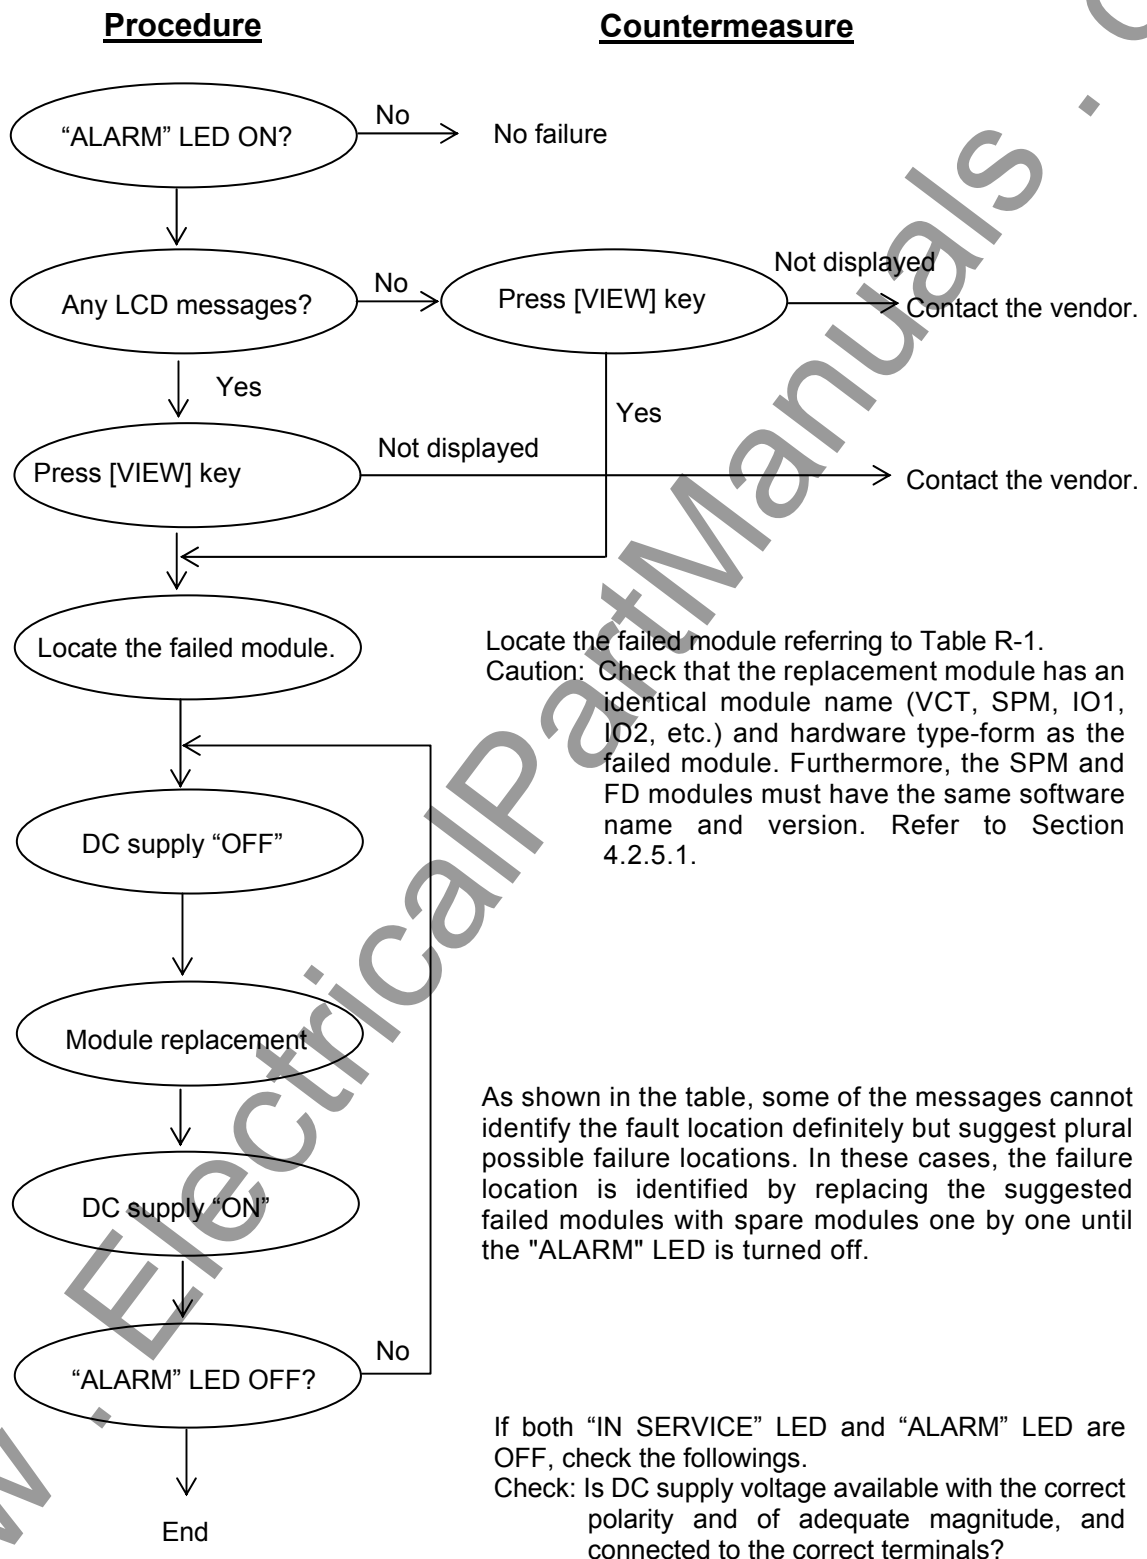 Procedure
Countermeasure
“ALARM” LED ON?
No
No failure
Any LCD messages?
No
Press [VIEW] key
Not displayed
Contact the vendor.
Yes
Yes
Press [VIEW] key
Not displayed
Contact the vendor.
Locate the failed module.
Locate the failed module referring to Table R-1.
Caution: Check that the replacement module has an
identical module name (VCT, SPM, IO1,
IO2, etc.) and hardware type-form as the
failed module. Furthermore, the SPM and
FD modules must have the same software
name and version. Refer to Section
4.2.5.1.
DC supply “OFF”
Module replacement
As shown in the table, some of the messages cannot
identify the fault location definitely but suggest plural
possible failure locations. In these cases, the failure
location is identified by replacing the suggested
failed modules with spare modules one by one until
the "ALARM" LED is turned off.
DC supply “ON”
“ALARM” LED OFF?
No
If both “IN SERVICE” LED and “ALARM” LED are
OFF, check the followings.
Check: Is DC supply voltage available with the correct
polarity and of adequate magnitude, and
connected to the correct terminals?
End
w . ElectricalPartManuals .